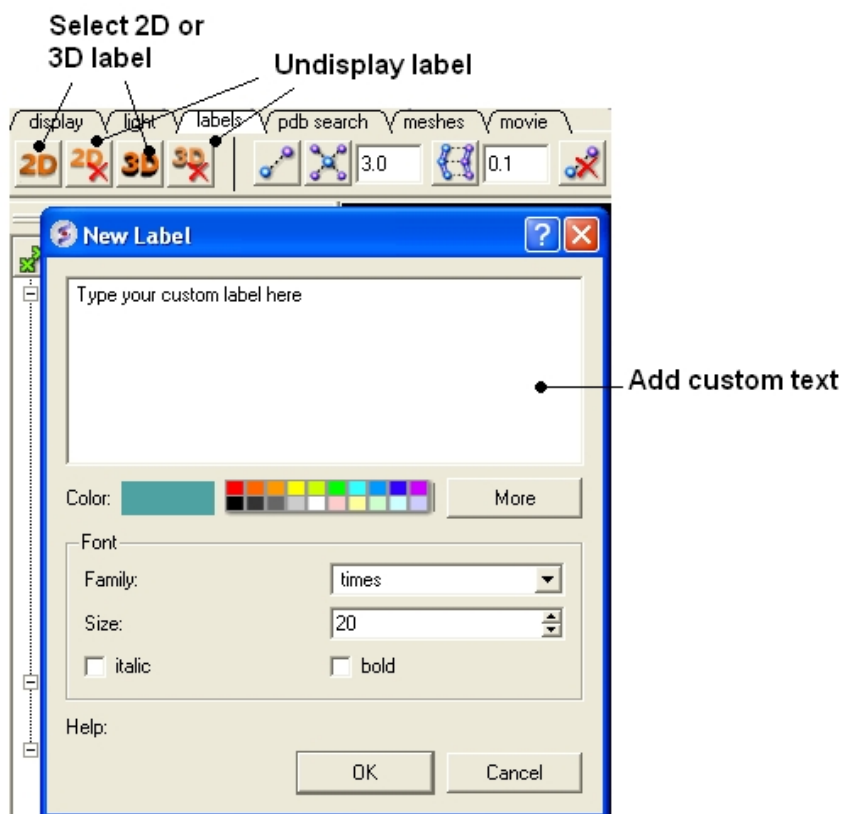 Select 2D or
3D label
Undisplay label
display light labels pdb search meshes movie
2D 2D 3D 3D 3.0 0.1
New Label
Type your custom label here
Add custom text
Color: More
Font
Family: times
Size: 20
italic bold
Help:
OK Cancel